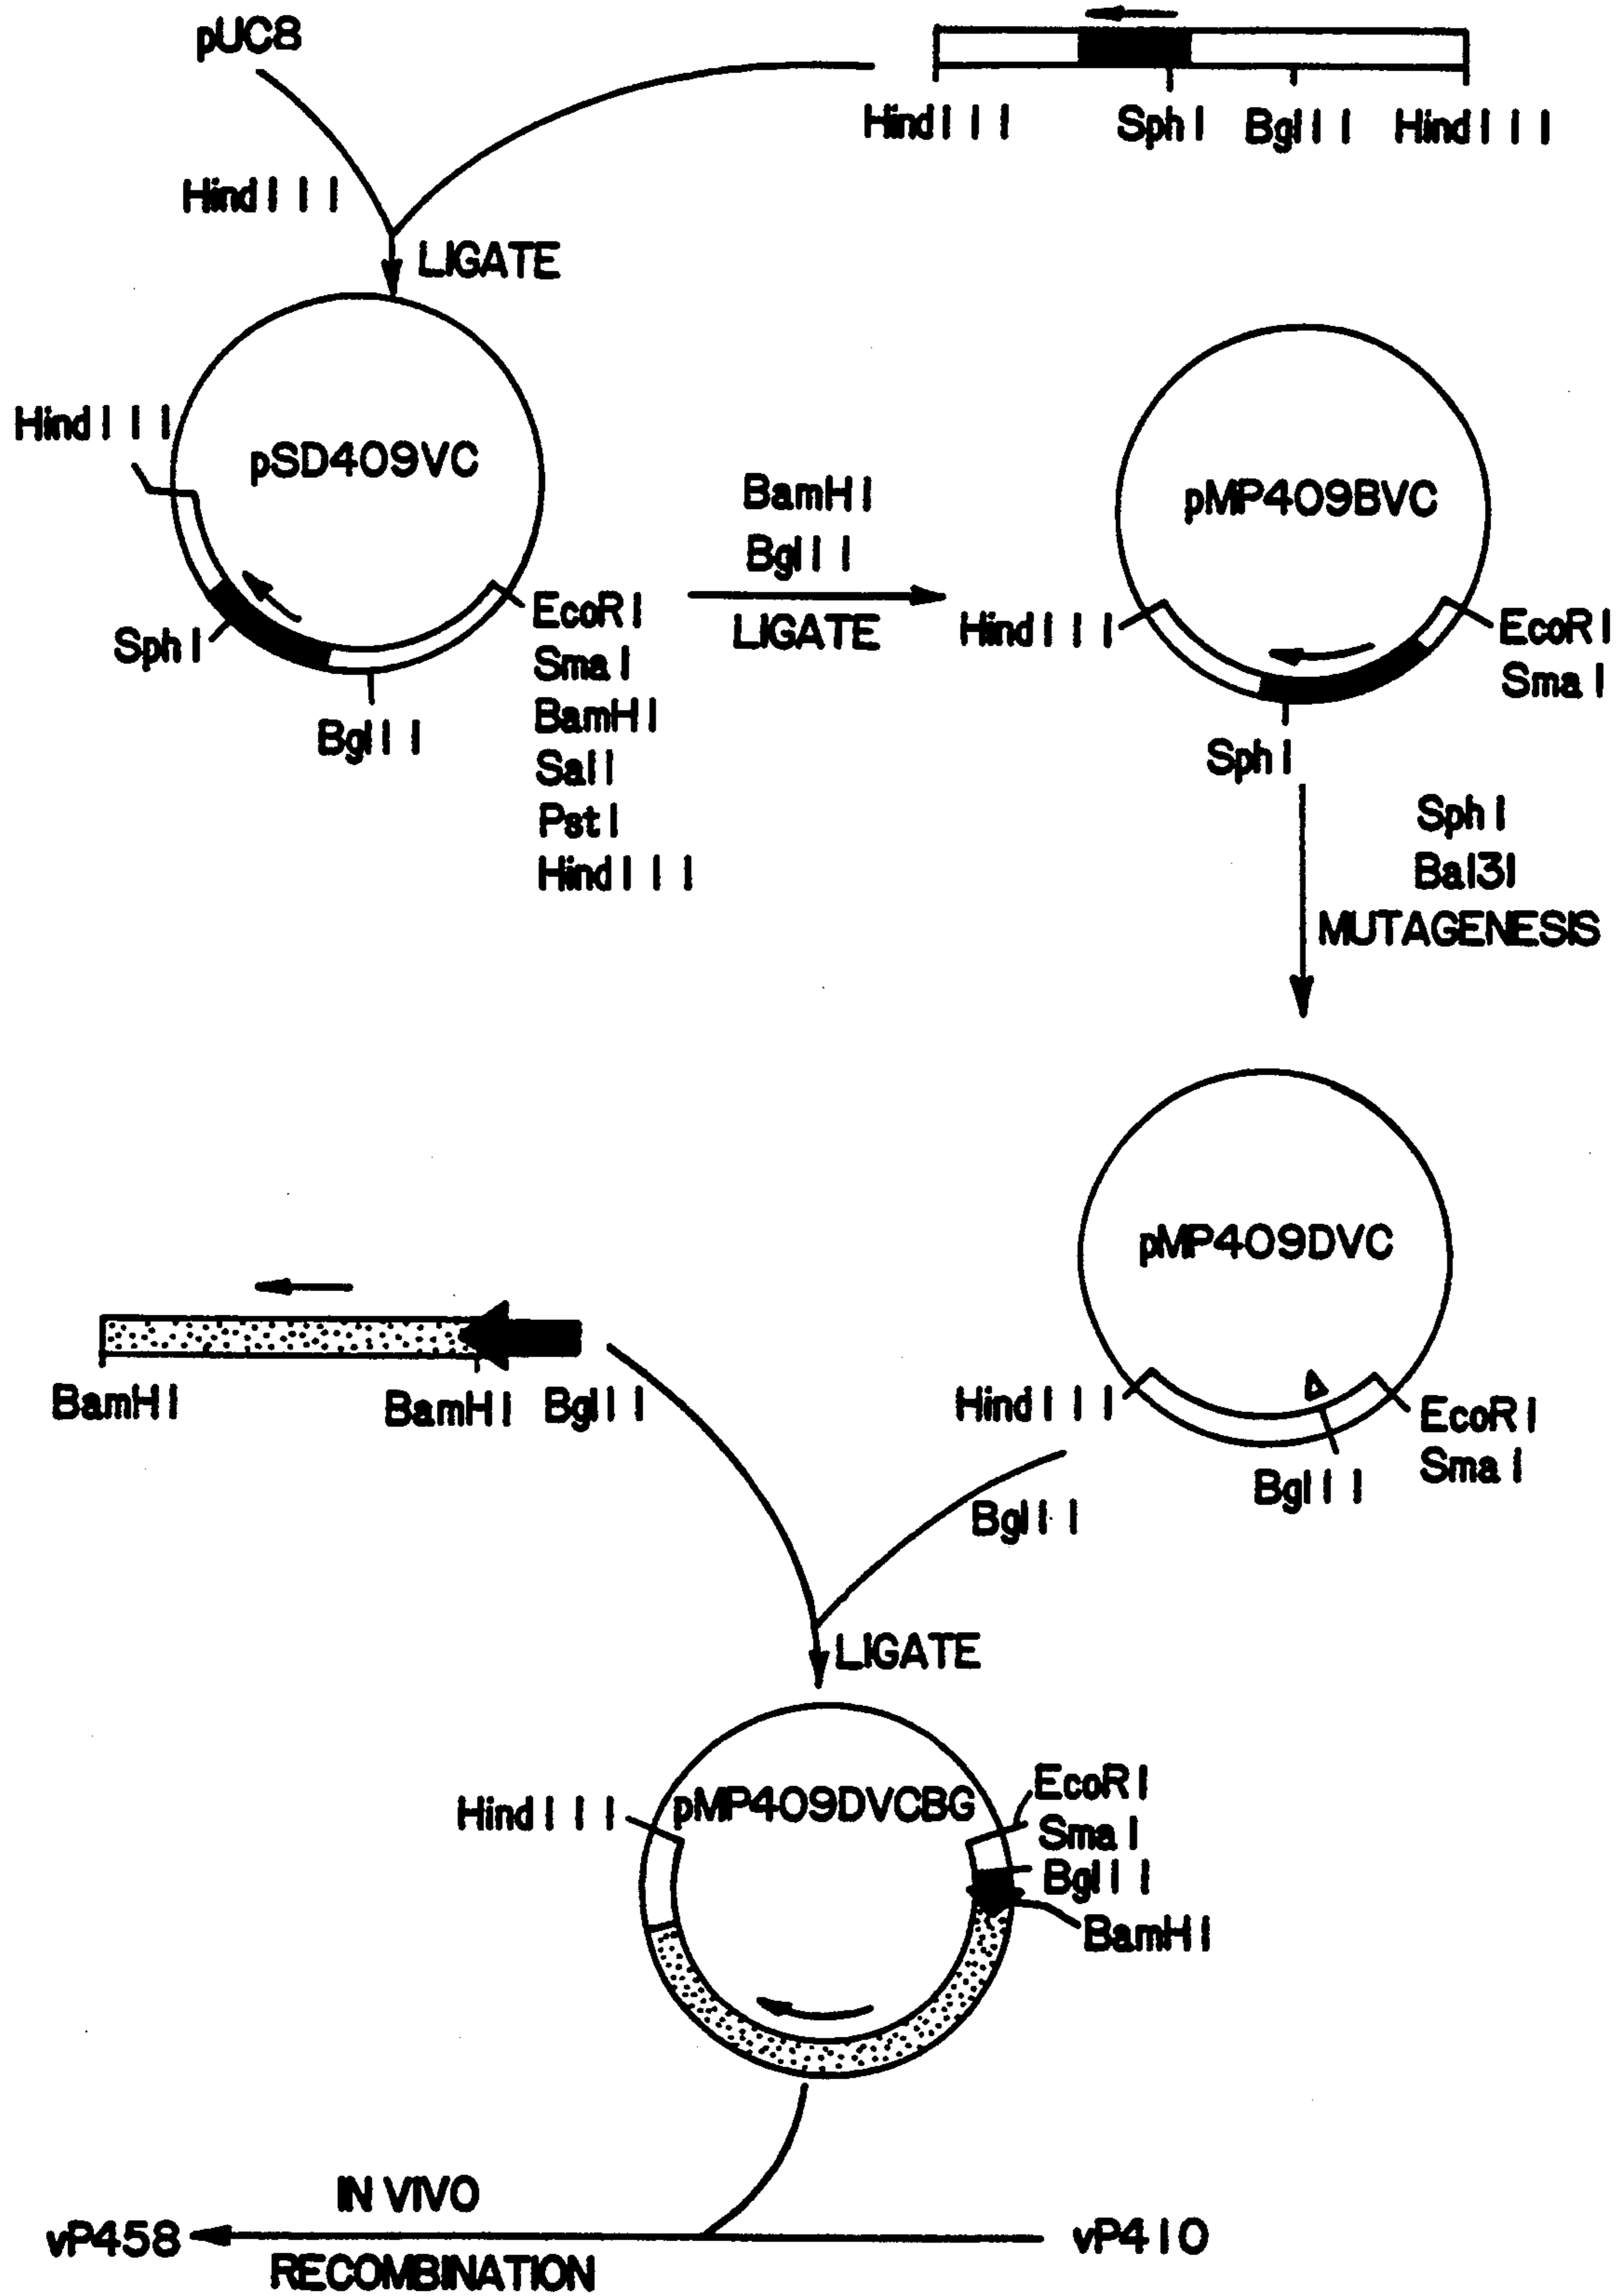 pUC8
HindIII SphI BglII HindIII
HindIII
LIGATE
HindIII
pSD409VC
SphI
BglII
EcoRI
SmaI
BamHI
SalI
PstI
HindIII
BamHI
BglII
LIGATE
pMP409BVC
HindIII
EcoRI
SmaI
SphI
SphI
Bal31
MUTAGENESIS
pMP409DVC
HindIII
Δ
EcoRI
SmaI
BglII
BamHI BamHI BglII
BglII
LIGATE
pMP409DVCBG
HindIII
EcoRI
SmaI
BglII
BamHI
IN VIVO
vP458 vP410
RECOMBINATION